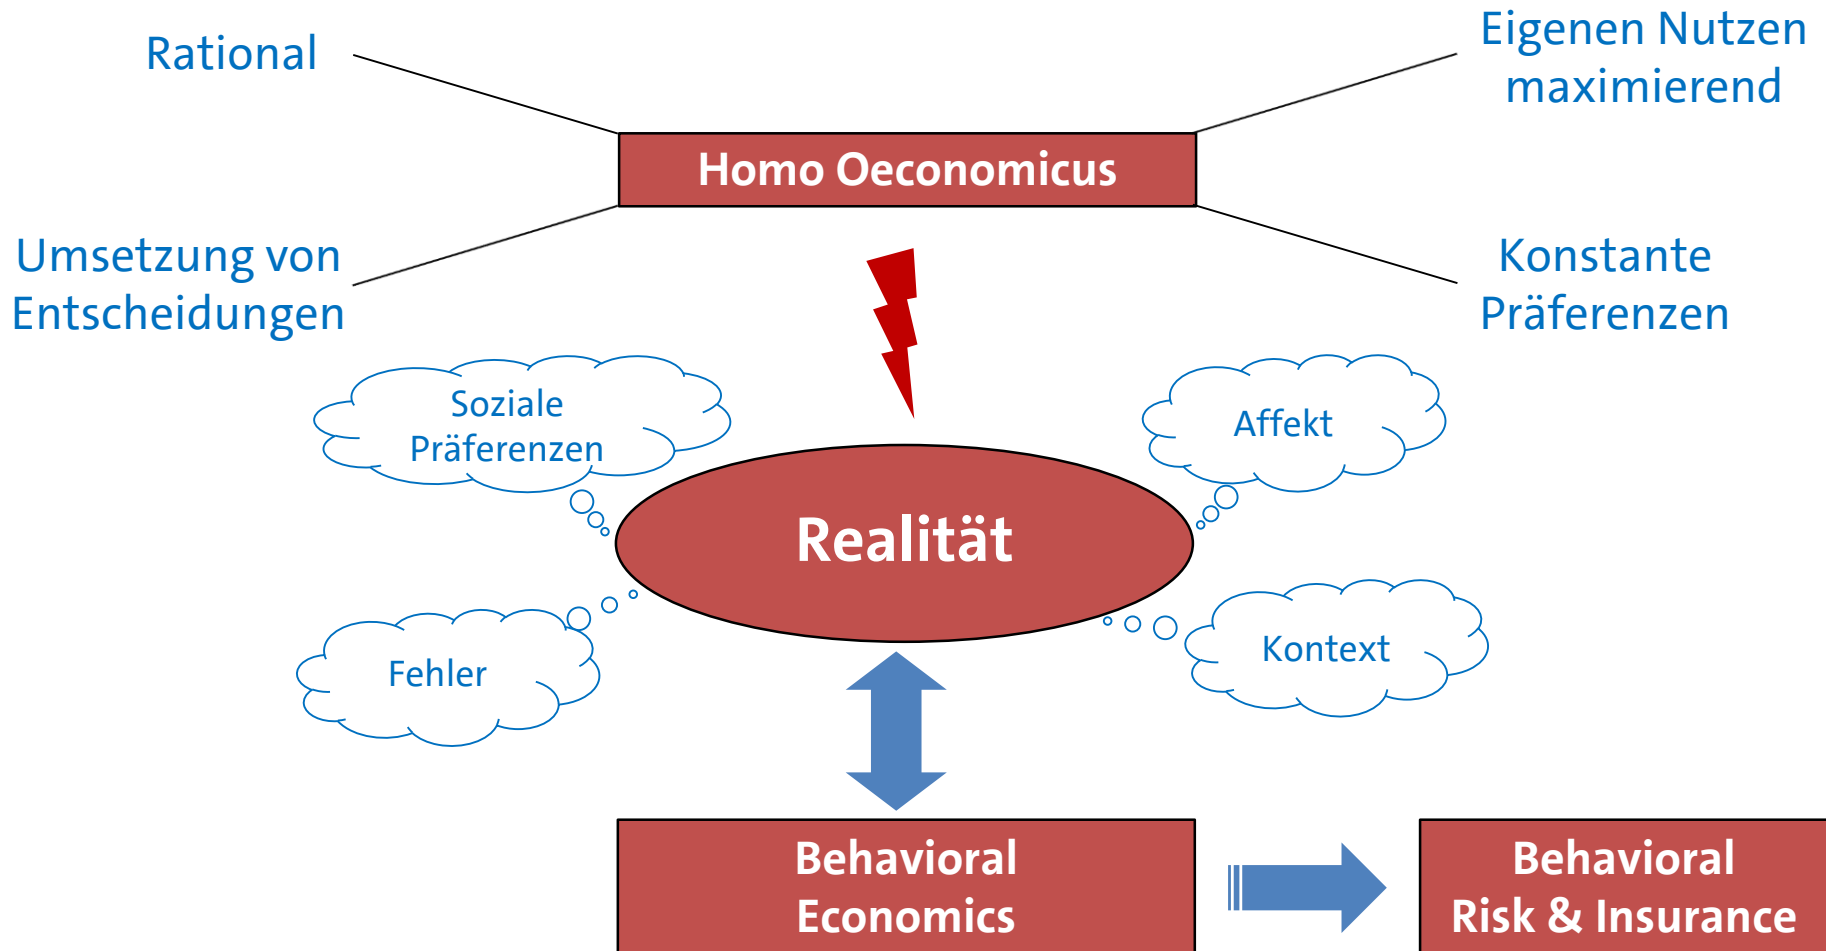 Rational
Eigenen Nutzen
maximierend
Homo Oeconomicus
Umsetzung von
Entscheidungen
Konstante
Präferenzen
Soziale
Präferenzen
Affekt
Realität
Fehler
Kontext
Behavioral
Economics
Behavioral
Risk & Insurance